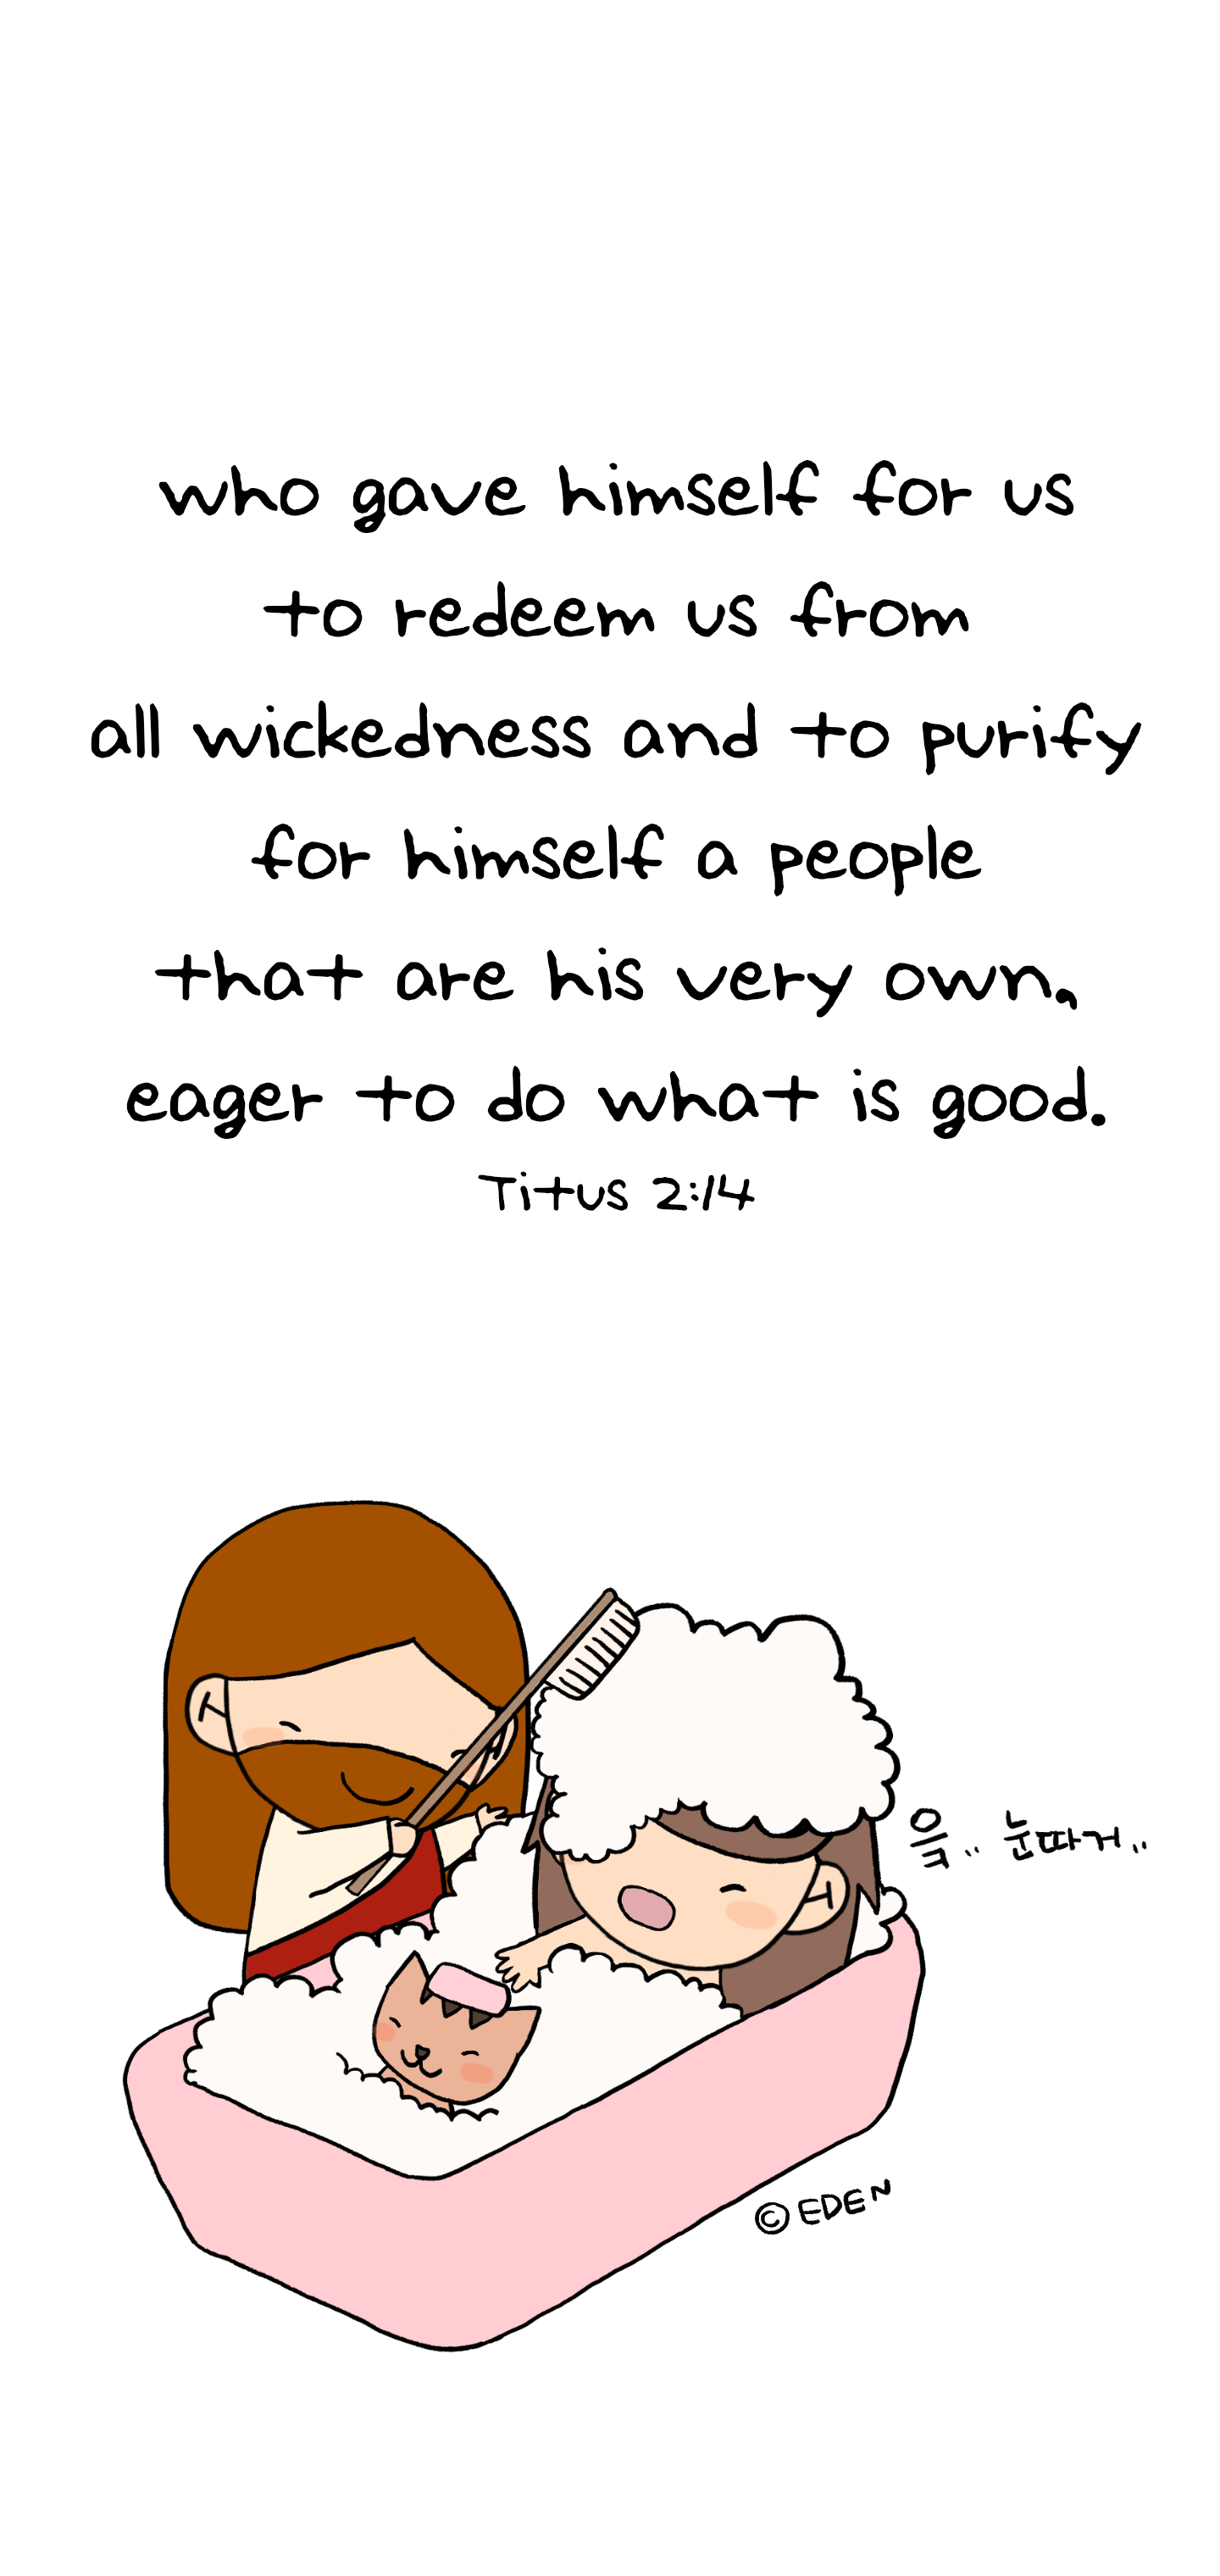 who gave himself for us
to redeem us from
all wickedness and to purify
for himself a people
that are his very own,
eager to do what is good.
Titus 2:14
윽.. 눈따거..
© EDEN